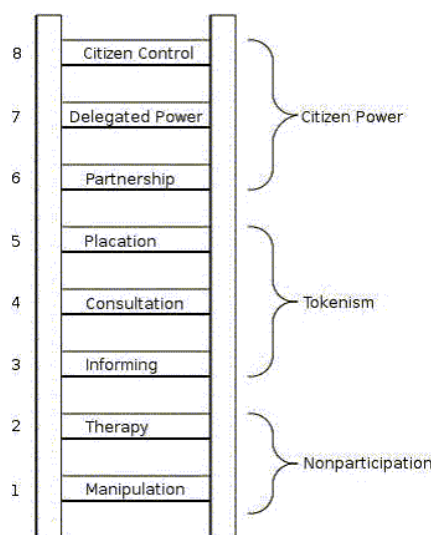 8 Citizen Control
7 Delegated Power Citizen Power
6 Partnership
5 Placation
4 Consultation Tokenism
3 Informing
2 Therapy
Nonparticipation
1 Manipulation